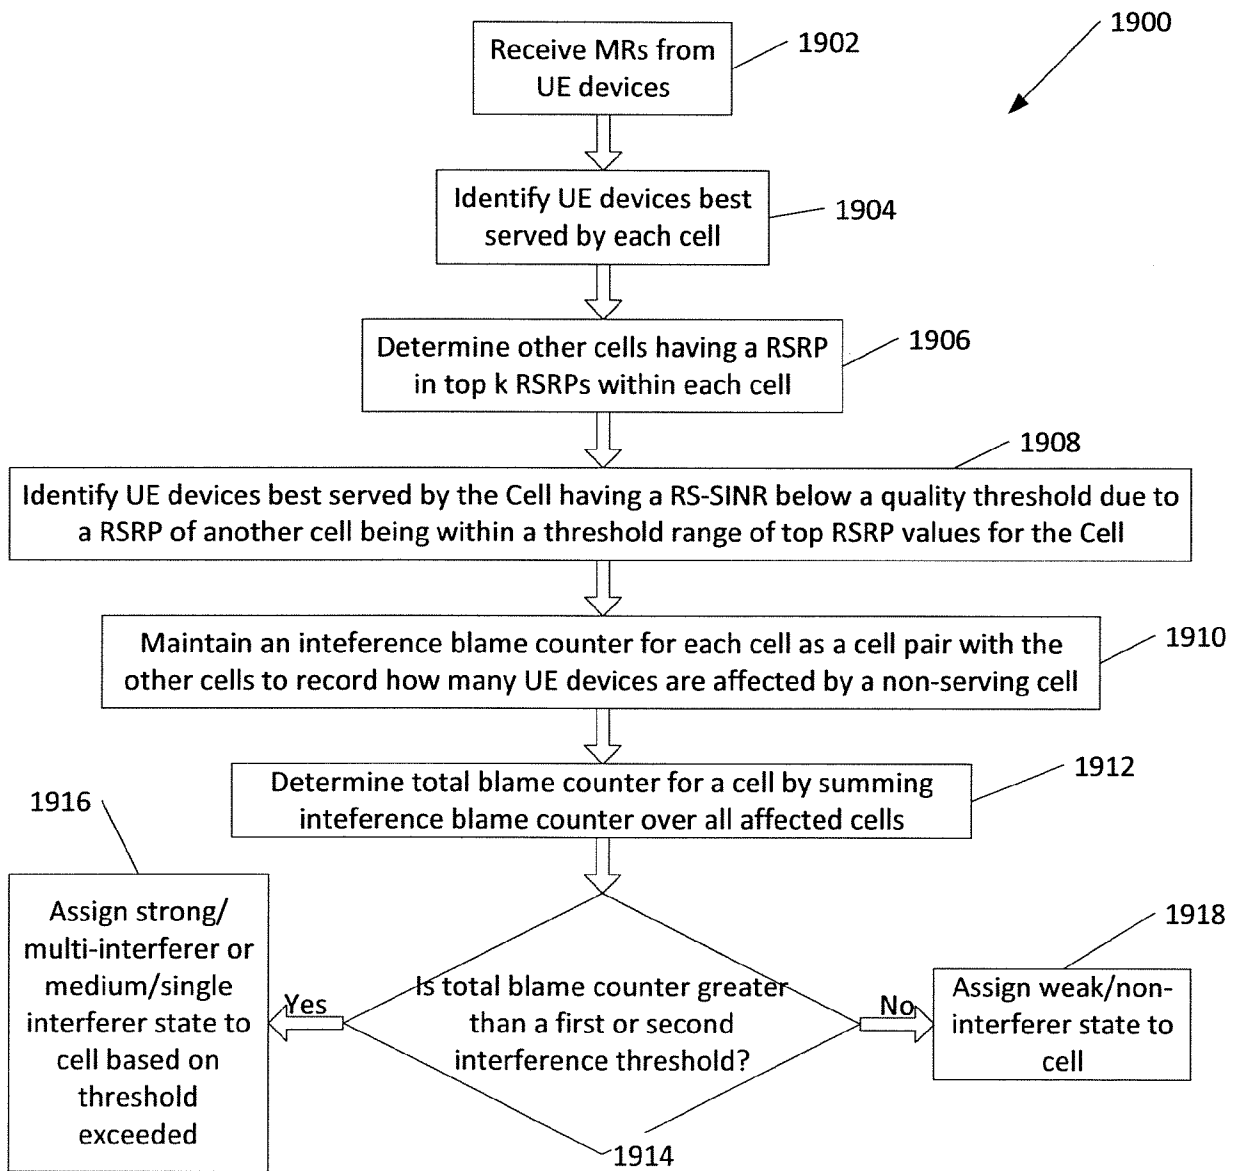 Receive MRs from
UE devices
1902
1900
Identify UE devices best
served by each cell
1904
Determine other cells having a RSRP
in top k RSRPs within each cell
1906
1908
Identify UE devices best served by the Cell having a RS-SINR below a quality threshold due to
a RSRP of another cell being within a threshold range of top RSRP values for the Cell
Maintain an inteference blame counter for each cell as a cell pair with the
other cells to record how many UE devices are affected by a non-serving cell
1910
Determine total blame counter for a cell by summing
inteference blame counter over all affected cells
1912
1916
Assign strong/
multi-interferer or
medium/single
interferer state to
cell based on
threshold
exceeded
Yes
Is total blame counter greater
than a first or second
interference threshold?
1914
No
1918
Assign weak/non-
interferer state to
cell